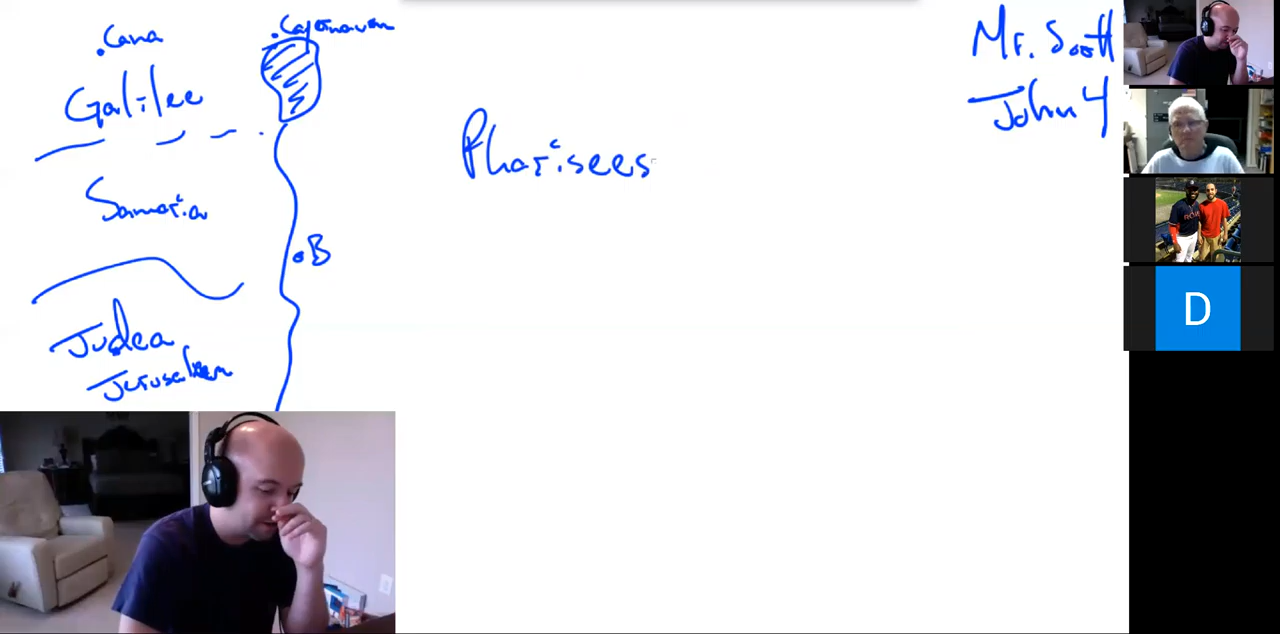 .Cana
.Capernaum
Galilee
Samaria
.B
Judea
Jerusalem
Pharisees
Mr. Scott
John 4
D